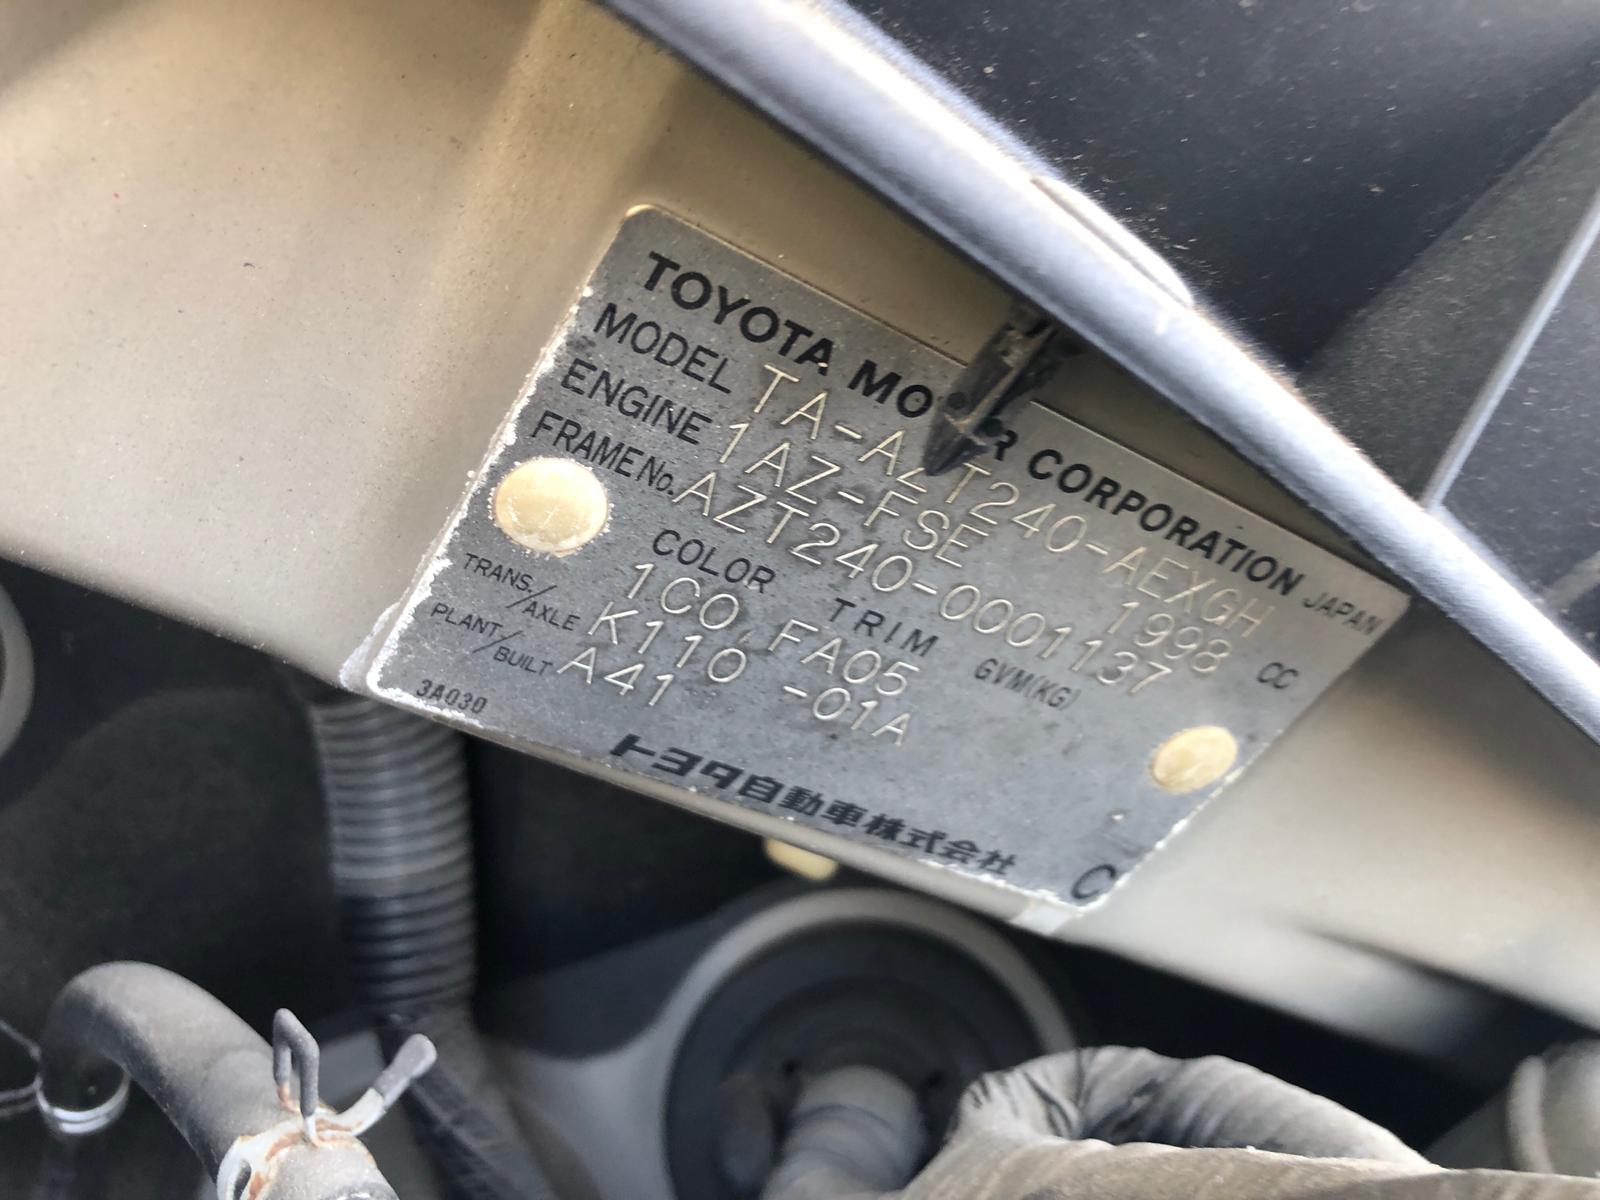 TOYOTA MOTOR CORPORATION JAPAN
MODEL TA-AZT240-AEXGH
ENGINE 1AZ-FSE 1998 CC
FRAME No. AZT240-0001137
COLOR TRIM GVM(KG)
1C0, FA05
TRANS./AXLE K110 -01A
PLANT/BUILT A41
3A030
トヨタ自動車株式会社 C